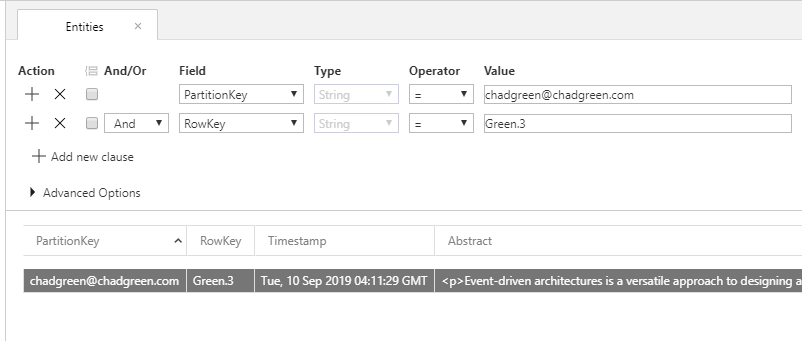 Entities ×
Action And/Or Field Type Operator Value
PartitionKey String = chadgreen@chadgreen.com
And RowKey String = Green.3
Add new clause
Advanced Options
PartitionKey RowKey Timestamp Abstract
chadgreen@chadgreen.com Green.3 Tue, 10 Sep 2019 04:11:29 GMT <p>Event-driven architectures is a versatile approach to designing a